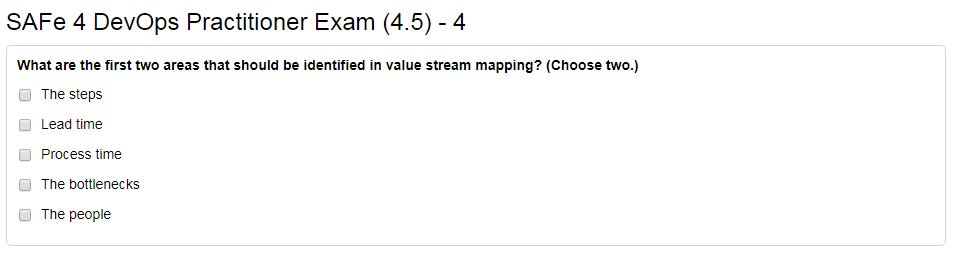 SAFe 4 DevOps Practitioner Exam (4.5) - 4
What are the first two areas that should be identified in value stream mapping? (Choose two.)
The steps
Lead time
Process time
The bottlenecks
The people